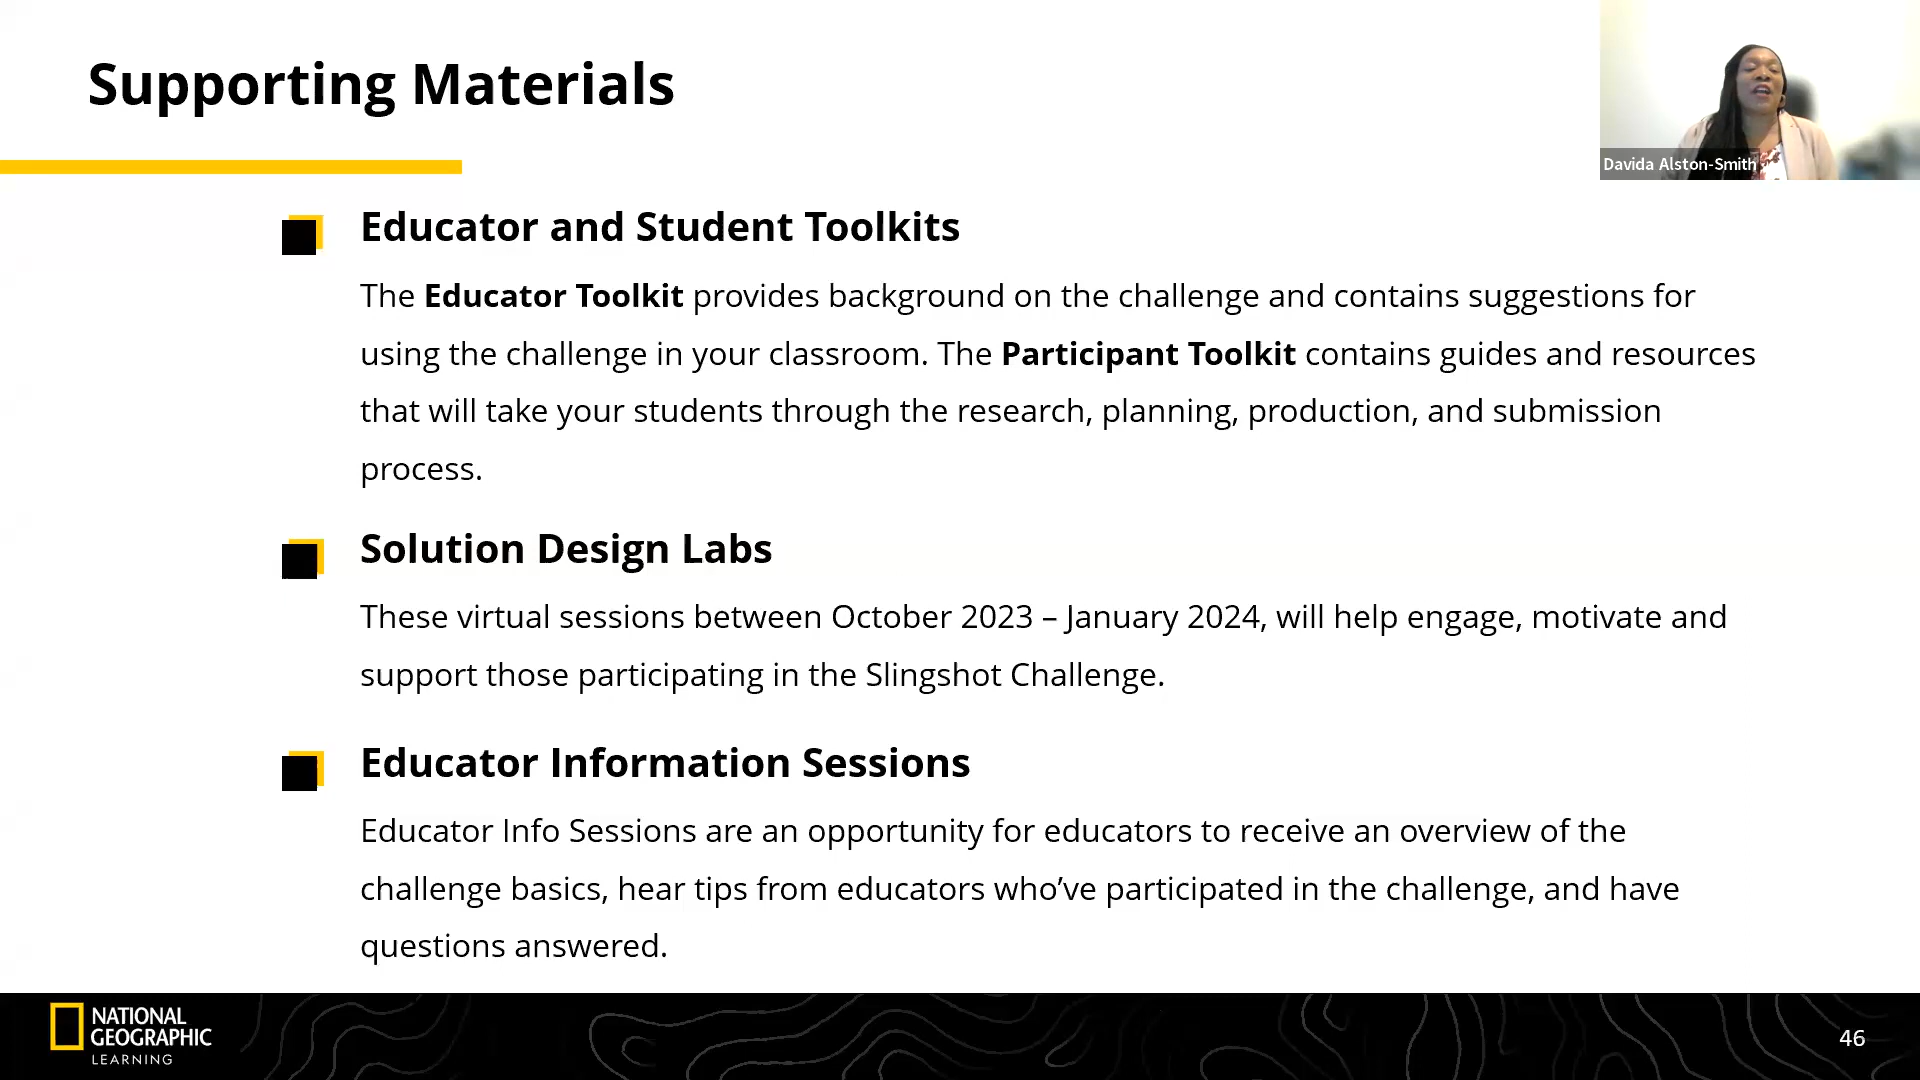 Supporting Materials
Davida Alston-Smith
Educator and Student Toolkits
The Educator Toolkit provides background on the challenge and contains suggestions for
using the challenge in your classroom. The Participant Toolkit contains guides and resources
that will take your students through the research, planning, production, and submission
process.
Solution Design Labs
These virtual sessions between October 2023 – January 2024, will help engage, motivate and
support those participating in the Slingshot Challenge.
Educator Information Sessions
Educator Info Sessions are an opportunity for educators to receive an overview of the
challenge basics, hear tips from educators who’ve participated in the challenge, and have
questions answered.
NATIONAL
GEOGRAPHIC
LEARNING
46